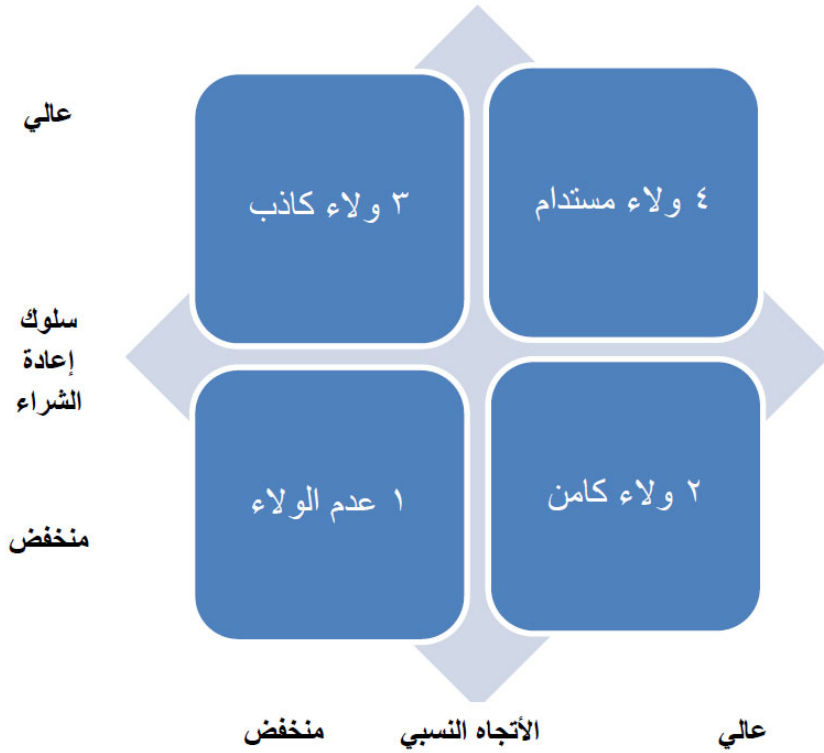 عالي
٤ ولاء مستدام
٣ ولاء كاذب
سلوك
إعادة
الشراء
٢ ولاء كامن
١ عدم الولاء
منخفض
عالي
الأتجاه النسبي
منخفض